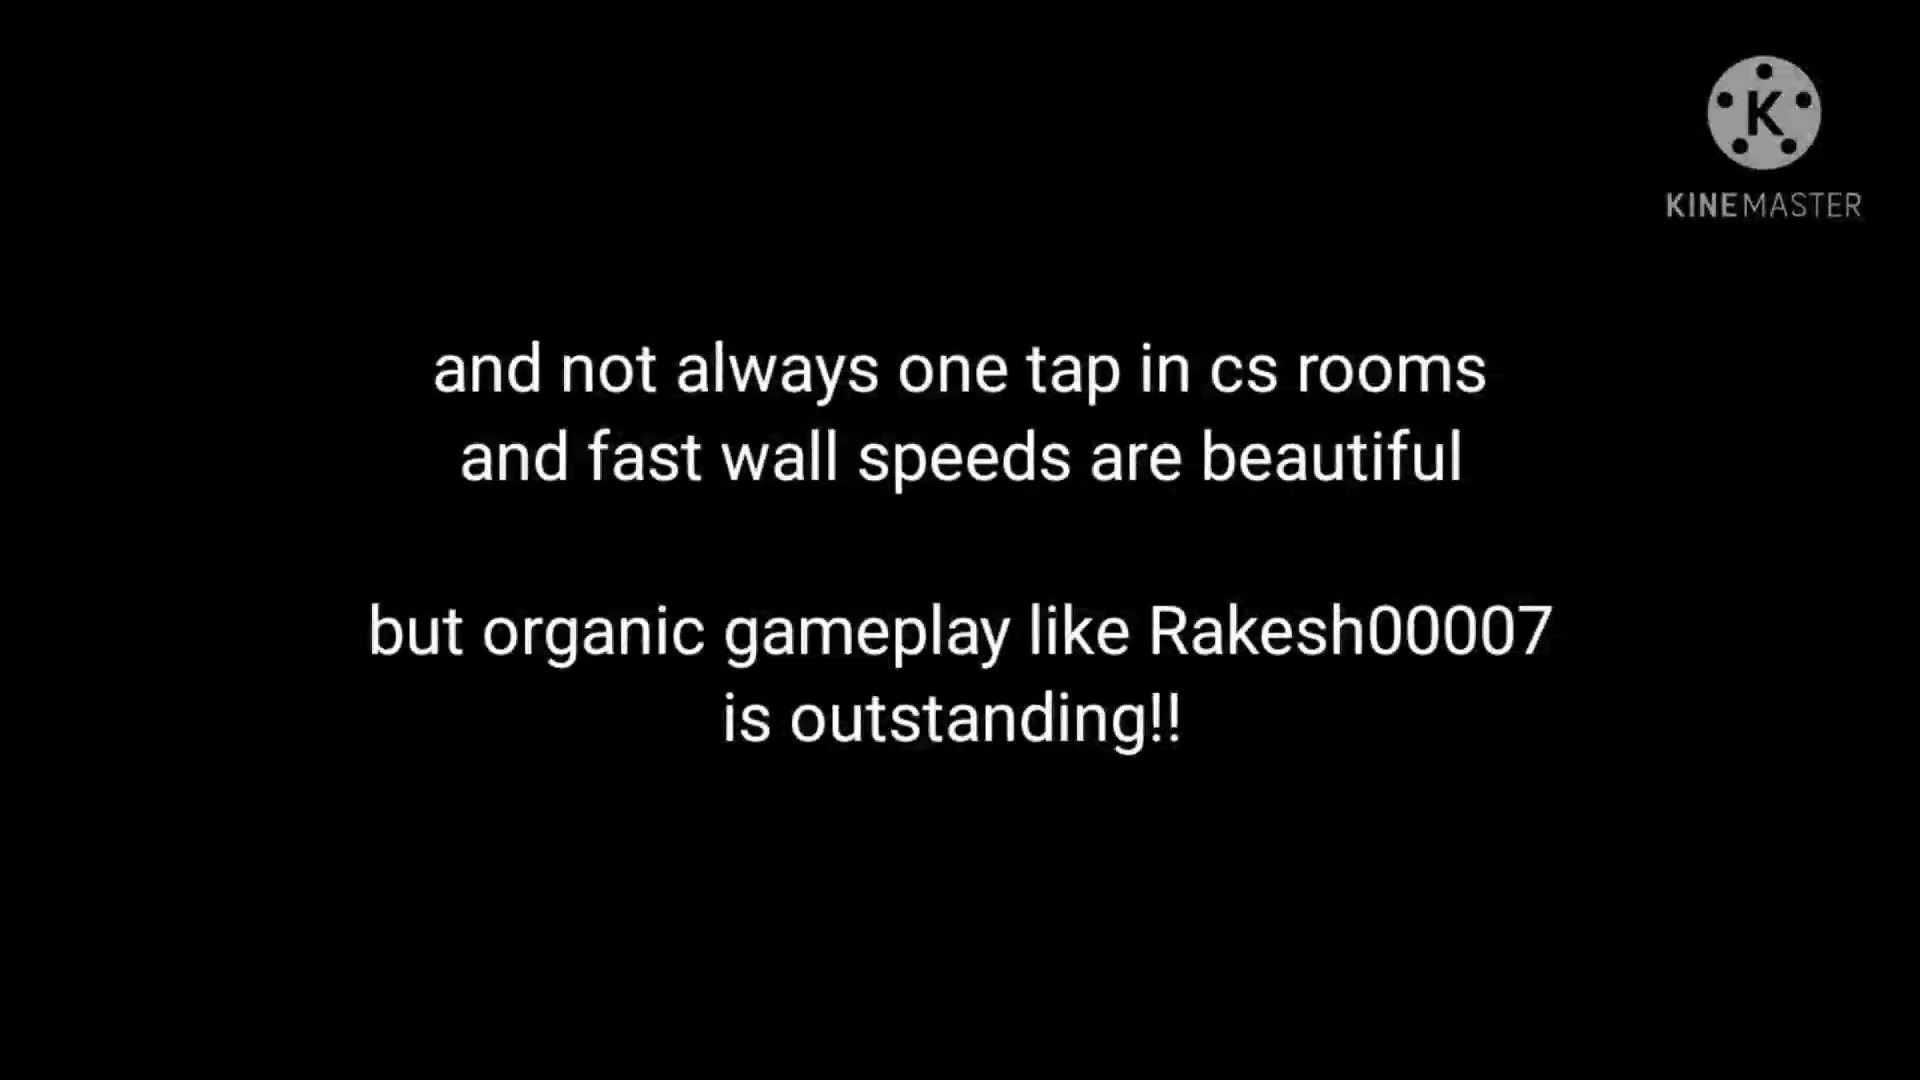 K
KINEMASTER
and not always one tap in cs rooms
and fast wall speeds are beautiful
but organic gameplay like Rakesh00007
is outstanding!!